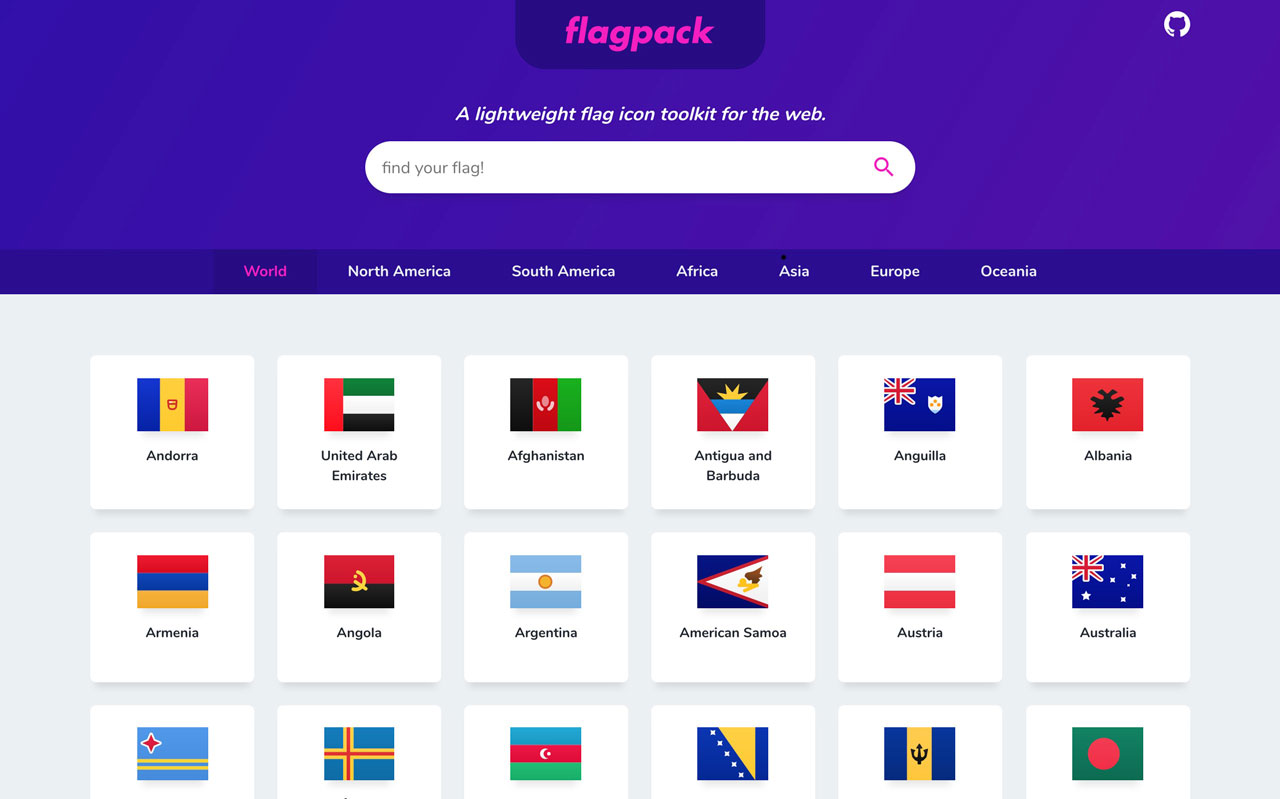 flagpack
A lightweight flag icon toolkit for the web.
find your flag!
World North America South America Africa Asia Europe Oceania
Andorra
United Arab
Emirates
Afghanistan
Antigua and
Barbuda
Anguilla
Albania
Armenia
Angola
Argentina
American Samoa
Austria
Australia